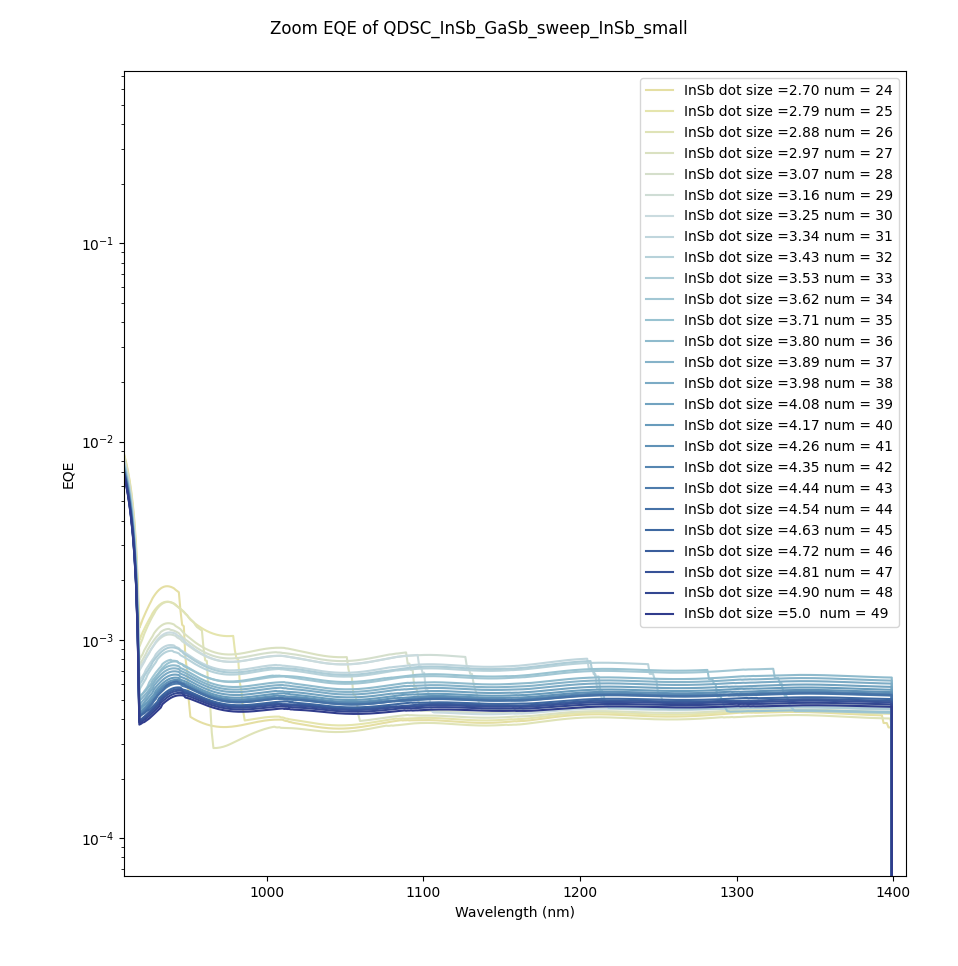 Zoom EQE of QDSC_InSb_GaSb_sweep_InSb_small
InSb dot size =2.70 num = 24
InSb dot size =2.79 num = 25
InSb dot size =2.88 num = 26
InSb dot size =2.97 num = 27
InSb dot size =3.07 num = 28
InSb dot size =3.16 num = 29
InSb dot size =3.25 num = 30
InSb dot size =3.34 num = 31
InSb dot size =3.43 num = 32
InSb dot size =3.53 num = 33
InSb dot size =3.62 num = 34
InSb dot size =3.71 num = 35
InSb dot size =3.80 num = 36
InSb dot size =3.89 num = 37
InSb dot size =3.98 num = 38
InSb dot size =4.08 num = 39
InSb dot size =4.17 num = 40
InSb dot size =4.26 num = 41
InSb dot size =4.35 num = 42
InSb dot size =4.44 num = 43
InSb dot size =4.54 num = 44
InSb dot size =4.63 num = 45
InSb dot size =4.72 num = 46
InSb dot size =4.81 num = 47
InSb dot size =4.90 num = 48
InSb dot size =5.0  num = 49
10⁻¹
10⁻²
10⁻³
10⁻⁴
EQE
1000 1100 1200 1300 1400
Wavelength (nm)